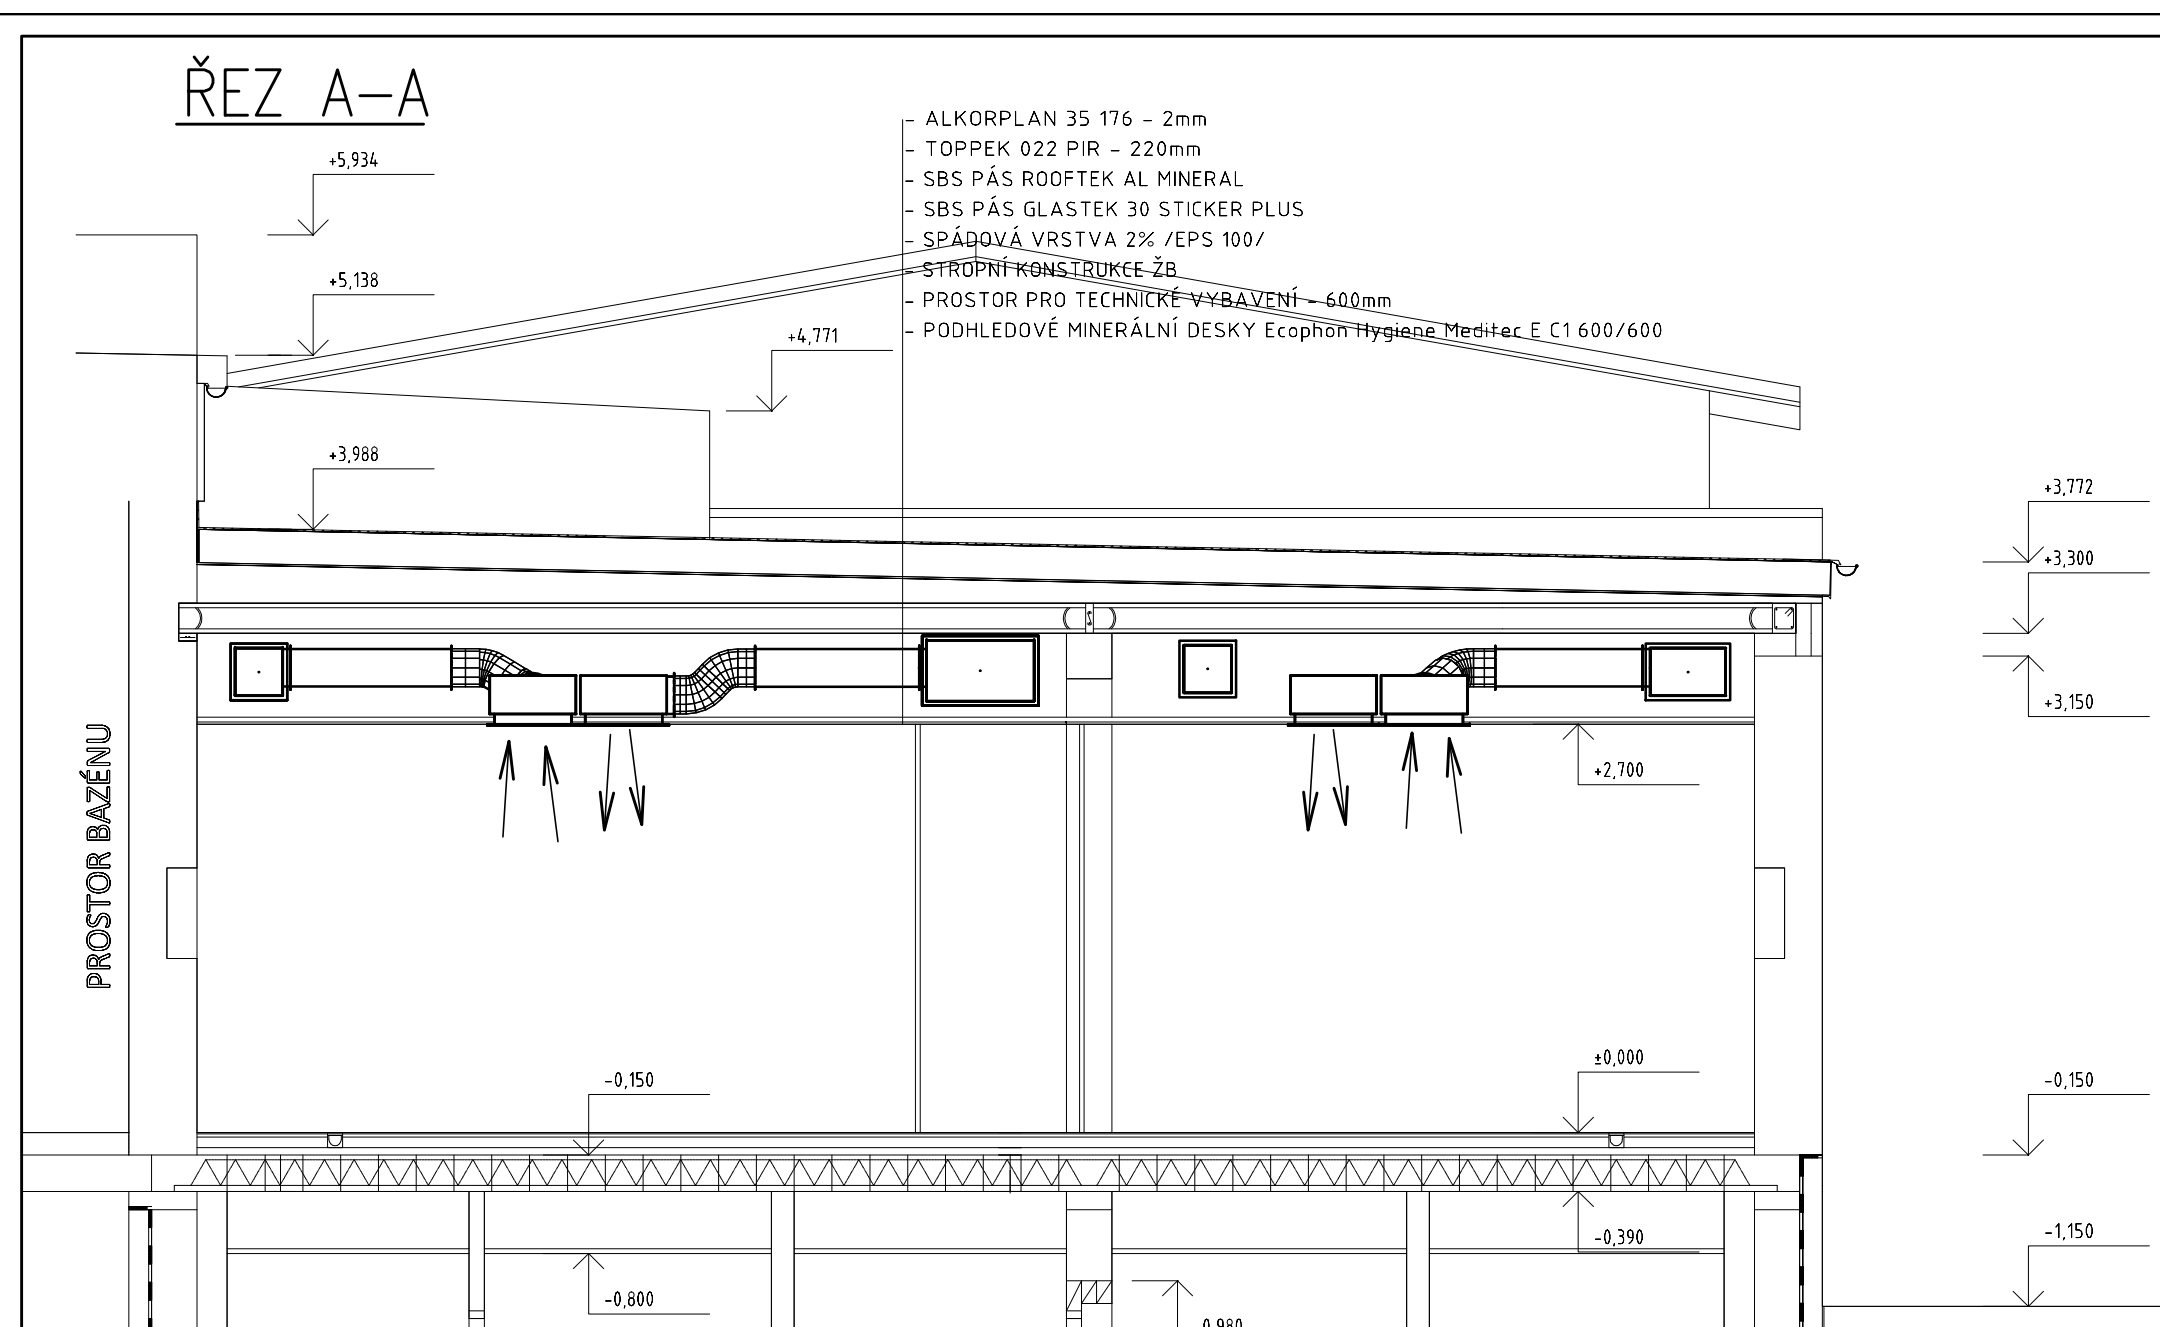 ŘEZ A-A
- ALKORPLAN 35 176 - 2mm
- TOPPEK 022 PIR - 220mm
- SBS PÁS ROOFTEK AL MINERAL
- SBS PÁS GLASTEK 30 STICKER PLUS
- SPÁDOVÁ VRSTVA 2% /EPS 100/
- STROPNÍ KONSTRUKCE ŽB
- PROSTOR PRO TECHNICKÉ VYBAVENÍ - 600mm
- PODHLEDOVÉ MINERÁLNÍ DESKY Ecophon Hygiene Meditec E C1 600/600
+5,934
+5,138
+4,771
+3,988
+3,772
+3,300
+3,150
+2,700
PROSTOR BAZÉNU
±0,000
-0,150
-0,150
-0,390
-1,150
-0,800
0,980